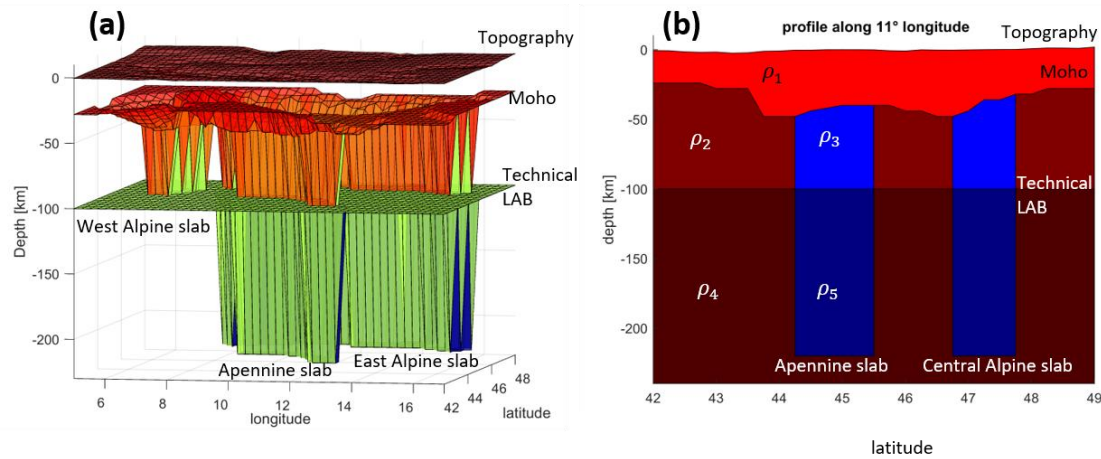 (a)
Topography
0
Moho
-50
Technical
LAB
-100
Depth [km]
West Alpine slab
-150
-200
Apennine slab
East Alpine slab
6
8
10
12
14
16
42
44
46
48
longitude
latitude
(b)
profile along 11° longitude
Topography
0
ρ1
Moho
-50
ρ2
ρ3
Technical
LAB
-100
depth [km]
-150
ρ4
ρ5
-200
Apennine slab
Central Alpine slab
42
43
44
45
46
47
48
49
latitude